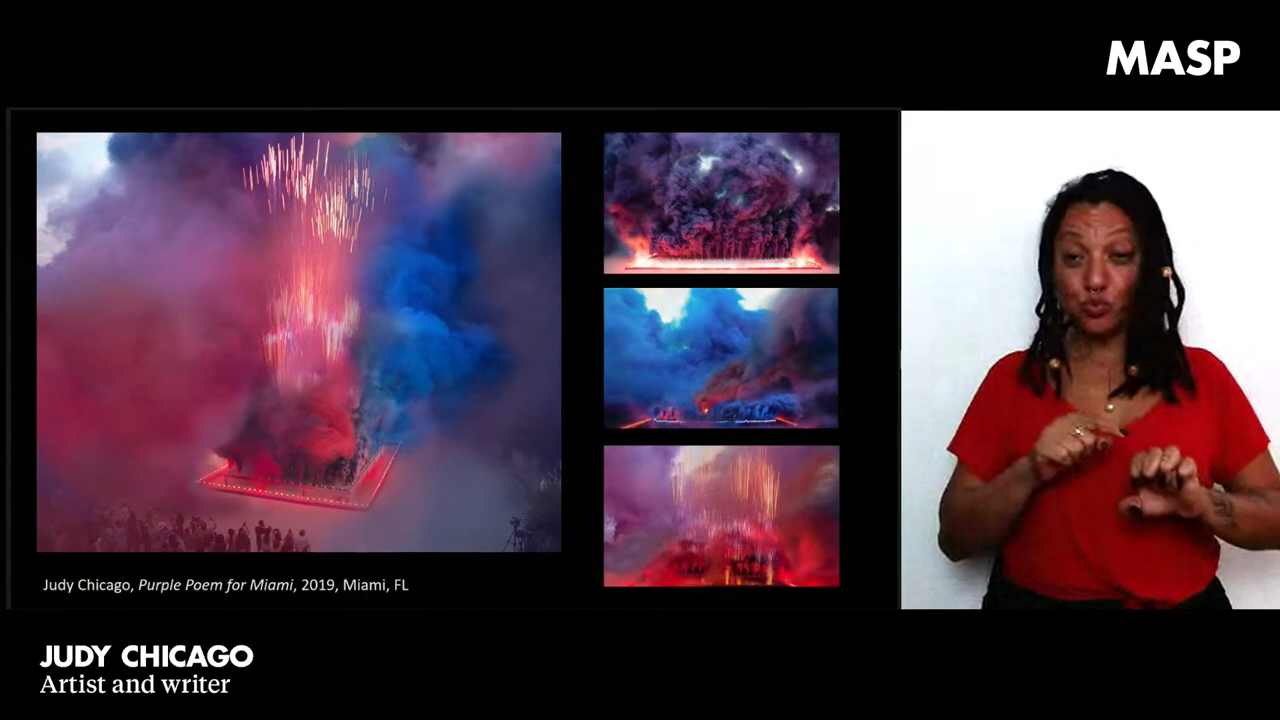 MASP
Judy Chicago, Purple Poem for Miami, 2019, Miami, FL
JUDY CHICAGO
Artist and writer